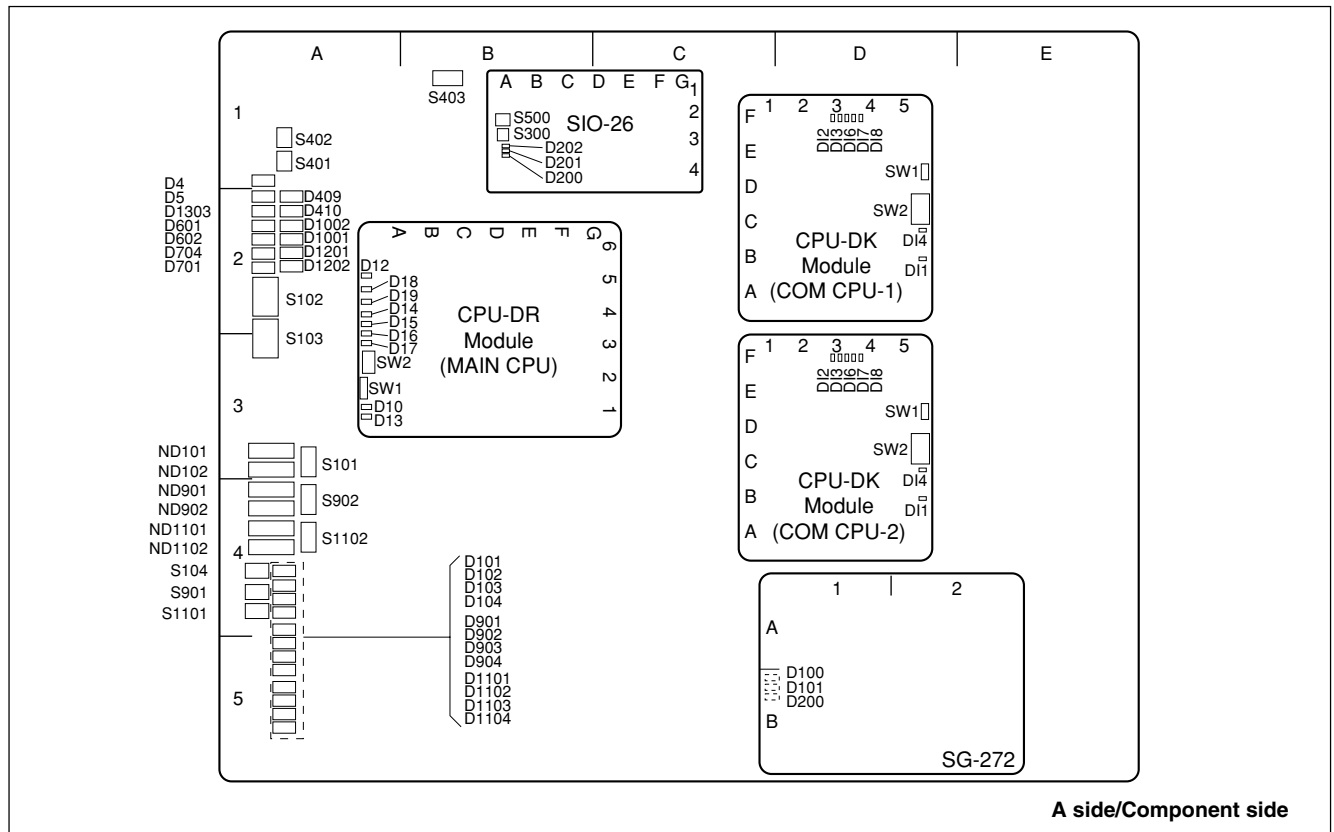 A B C D E
1
2
3
4
5
S403
S402
S401
D4
D5
D1303
D601
D602
D704
D701
D409
D410
D1002
D1001
D1201
D1202
S102
S103
ND101
ND102
ND901
ND902
ND1101
ND1102
S101
S902
S1102
S104
S901
S1101
D101
D102
D103
D104
D901
D902
D903
D904
D1101
D1102
D1103
D1104
A B C D E F G
1
2
3
4
S500
S300
SIO-26
D202
D201
D200
A B C D E F G
6
5
4
3
2
1
D12
D18
D19
D14
D15
D16
D17
SW2
SW1
D10
D13
CPU-DR
Module
(MAIN CPU)
1 2 3 4 5
F
E
D
C
B
A
DI2
DI3
DI6
DI7
DI8
SW1
SW2
DI4
DI1
CPU-DK
Module
(COM CPU-1)
1 2 3 4 5
F
E
D
C
B
A
DI2
DI3
DI6
DI7
DI8
SW1
SW2
DI4
DI1
CPU-DK
Module
(COM CPU-2)
1 2
A
B
D100
D101
D200
SG-272
A side/Component side